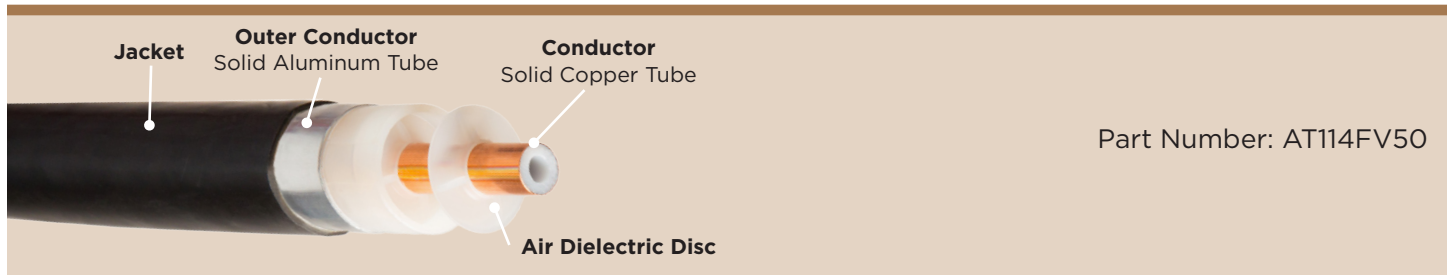 Jacket
Outer Conductor
Solid Aluminum Tube
Conductor
Solid Copper Tube
Part Number: AT114FV50
Air Dielectric Disc